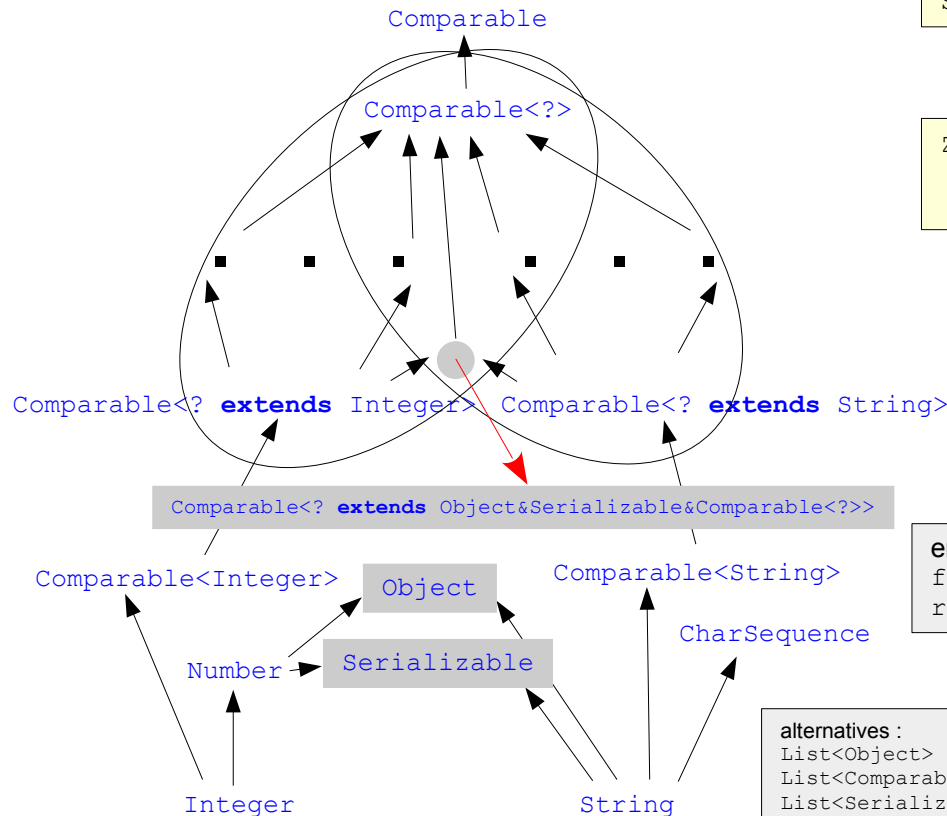 Comparable
Comparable<?>
Comparable<? extends Integer>
Comparable<? extends String>
Comparable<? extends Object&Serializable&Comparable<?>>
Comparable<Integer>
Object
Comparable<String>
CharSequence
Number
Serializable
alternatives :
List<Object>
Integer
String